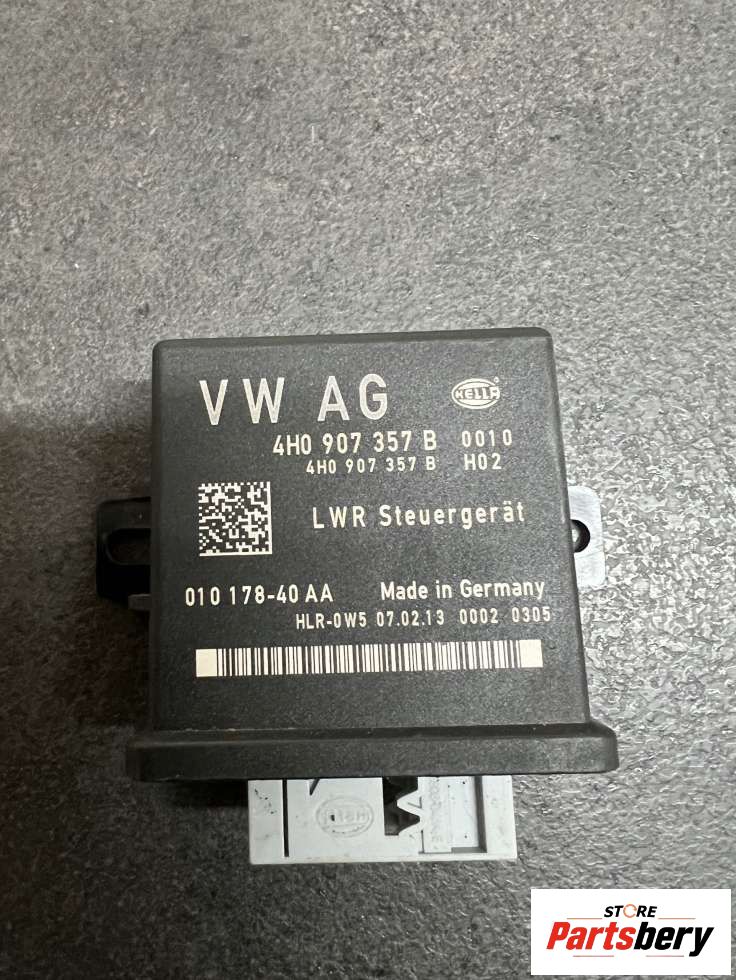 VW AG
HELLA ®
4H0 907 357 B 0010
4H0 907 357 B H02
LWR Steuergerät
010 178-40 AA Made in Germany
HLR-0W5 07.02.13 0002 0305
HELLA
STORE
Partsbery